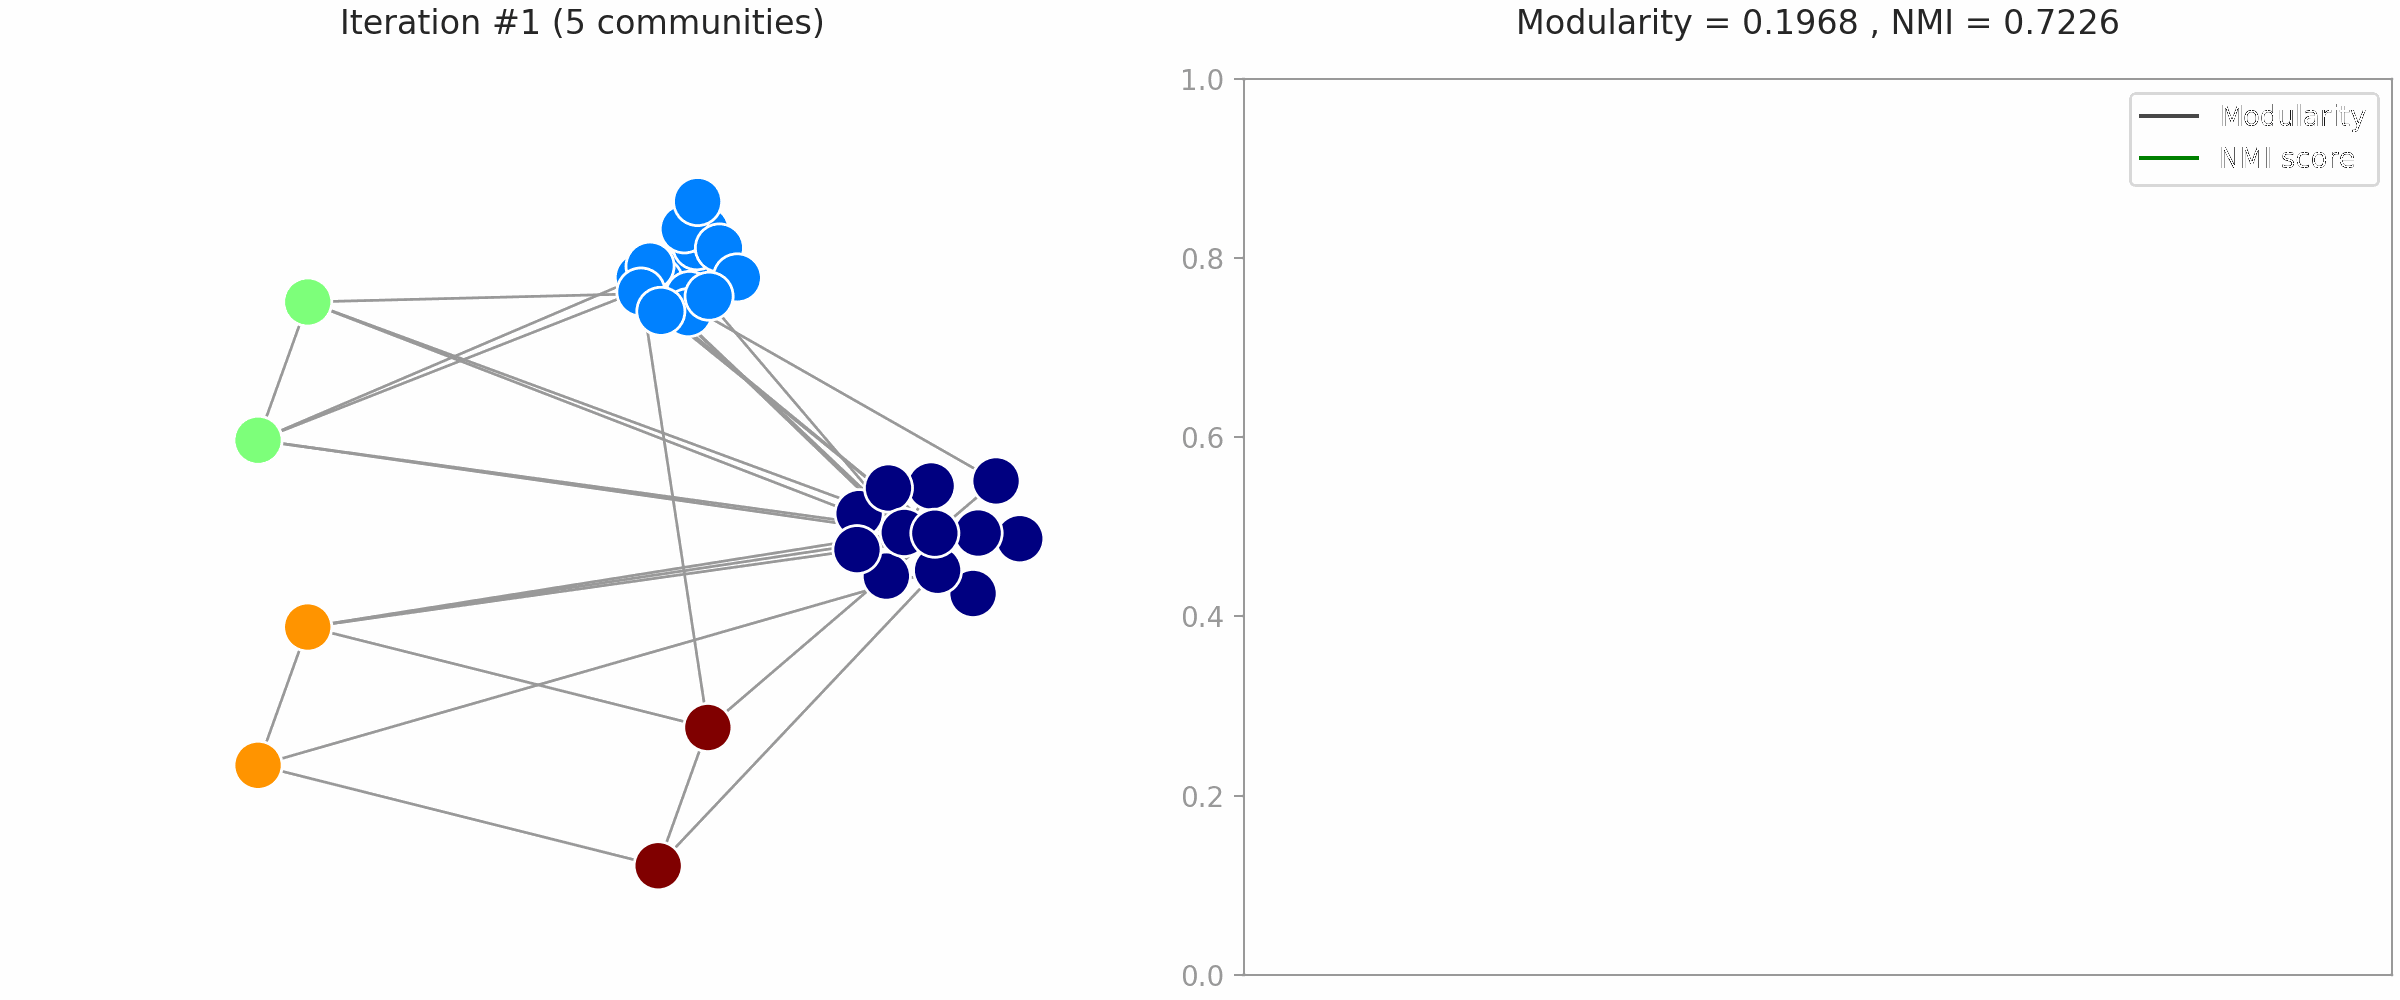 Iteration #1 (5 communities)
Modularity = 0.1968 , NMI = 0.7226
1.0
Modularity
NMI score
0.8
0.6
0.4
0.2
0.0